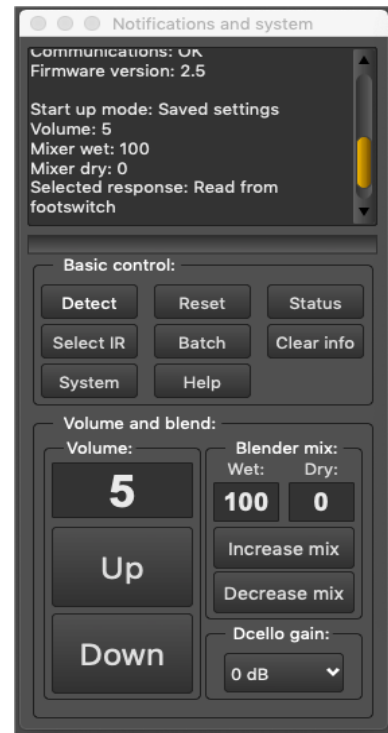 Notifications and system
Communications: OK
Firmware version: 2.5
Start up mode: Saved settings
Volume: 5
Mixer wet: 100
Mixer dry: 0
Selected response: Read from
footswitch
Basic control:
Detect Reset Status
Select IR Batch Clear info
System Help
Volume and blend:
Volume: Blender mix:
Wet: Dry:
5 100 0
Up Increase mix
Decrease mix
Dcello gain:
Down 0 dB